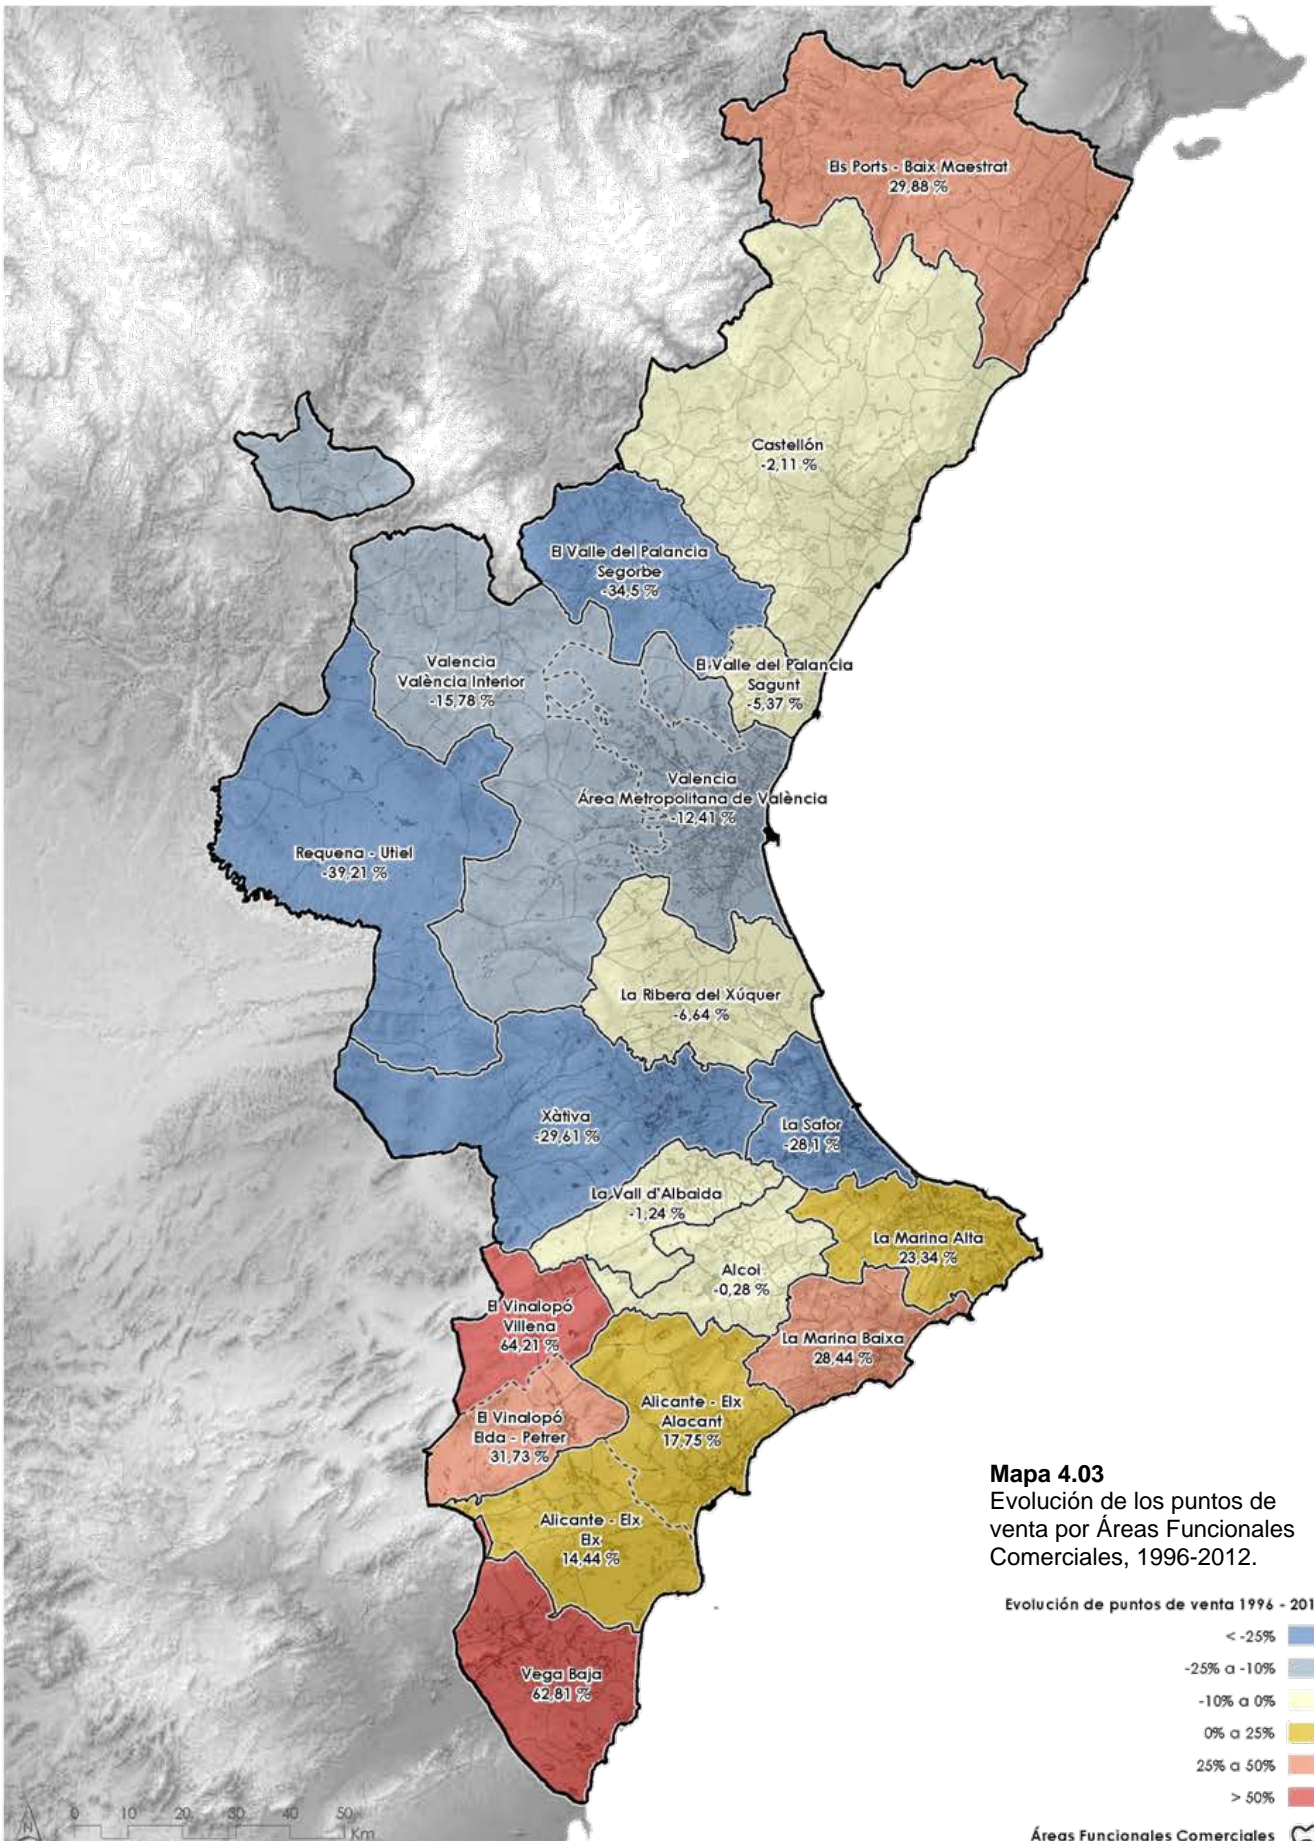 Els Ports - Baix Maestrat
29,88 %
Castellón
-2,11 %
El Valle del Palancia
Segorbe
-34,5 %
El Valle del Palancia
Sagunt
-5,37 %
Valencia
València Interior
-15,78 %
Valencia
Área Metropolitana de València
-12,41 %
Requena - Utiel
-39,21 %
La Ribera del Xúquer
-6,64 %
Xàtiva
-29,61 %
La Safor
-28,1 %
La Vall d'Albaida
-1,24 %
La Marina Alta
23,34 %
Alcoi
-0,28 %
El Vinalopó
Villena
64,21 %
La Marina Baixa
28,44 %
Alicante - Elx
Alacant
17,75 %
El Vinalopó
Elda - Petrer
31,73 %
Alicante - Elx
Elx
14,44 %
Vega Baja
62,81 %
Mapa 4.03
Evolución de los puntos de
venta por Áreas Funcionales
Comerciales, 1996-2012.
Evolución de puntos de venta 1996 - 201
< -25%
-25% a -10%
-10% a 0%
0% a 25%
25% a 50%
> 50%
Áreas Funcionales Comerciales
N
0 10 20 30 40 50
Km